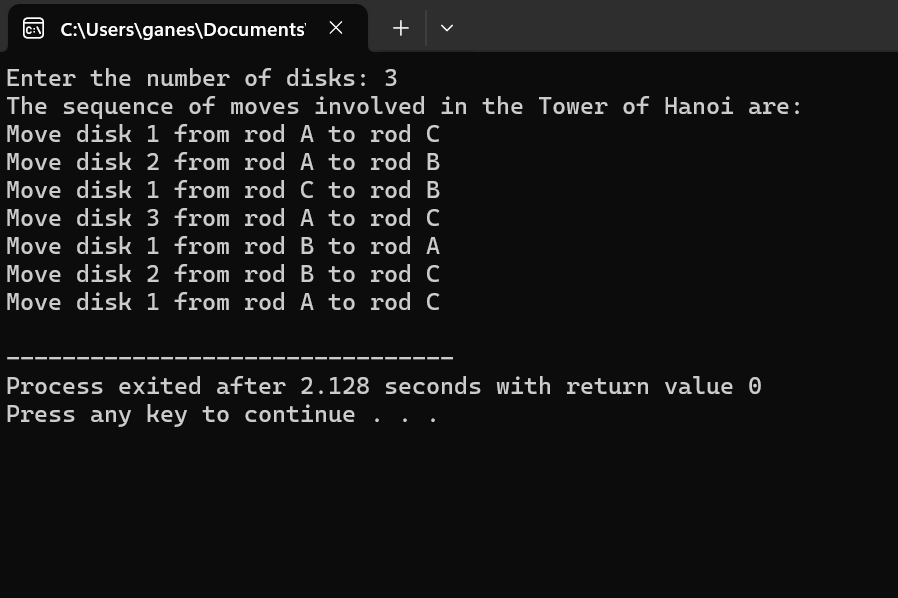 C:\Users\ganes\Documents'
Enter the number of disks: 3
The sequence of moves involved in the Tower of Hanoi are:
Move disk 1 from rod A to rod C
Move disk 2 from rod A to rod B
Move disk 1 from rod C to rod B
Move disk 3 from rod A to rod C
Move disk 1 from rod B to rod A
Move disk 2 from rod B to rod C
Move disk 1 from rod A to rod C
--------------------------------
Process exited after 2.128 seconds with return value 0
Press any key to continue . . .